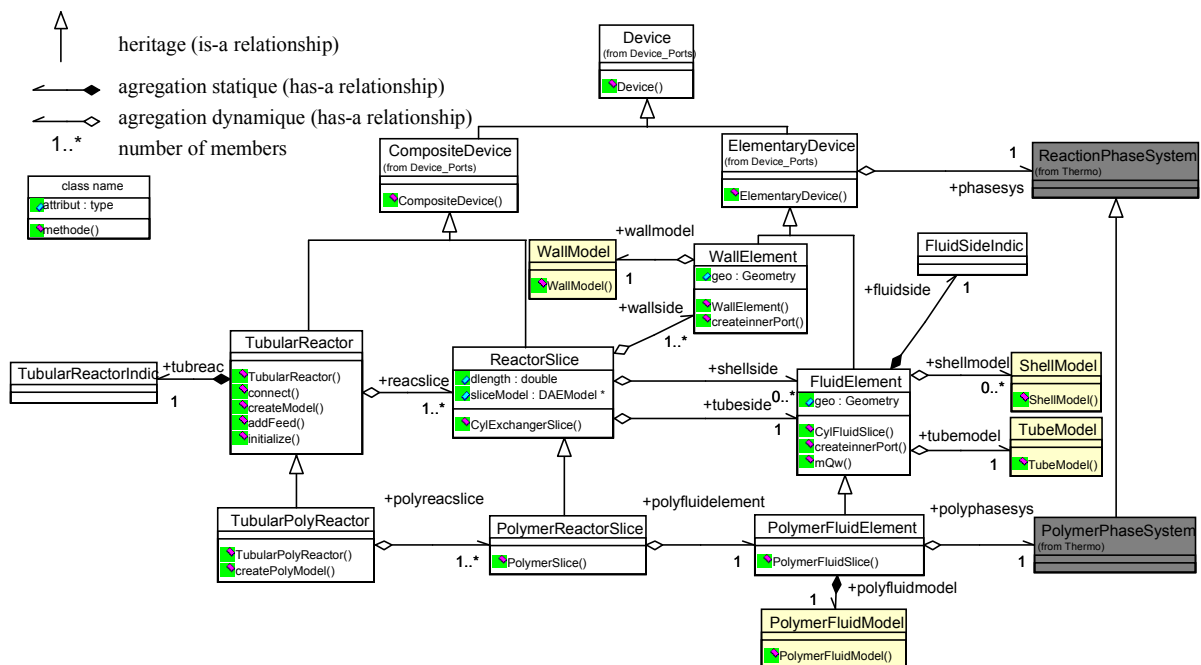 heritage (is-a relationship)
agregation statique (has-a relationship)
agregation dynamique (has-a relationship)
1..*
number of members
class name
attribut : type
methode()
Device
(from Device_Ports)
Device()
CompositeDevice
(from Device_Ports)
CompositeDevice()
ElementaryDevice
(from Device_Ports)
ElementaryDevice()
1
+phasesys
ReactionPhaseSystem
(from Thermo)
WallModel
WallModel()
+wallmodel
1
WallElement
geo : Geometry
WallElement()
createinnerPort()
+wallside
1..*
FluidSideIndic
+fluidside
1
TubularReactorIndic
+tubreac
1
TubularReactor
TubularReactor()
connect()
createModel()
addFeed()
initialize()
+reacslice
1..*
ReactorSlice
dlength : double
sliceModel : DAEModel *
CylExchangerSlice()
+shellside
0..*
+tubeside
1
FluidElement
geo : Geometry
CylFluidSlice()
createinnerPort()
mQw()
+shellmodel
0..*
ShellModel
ShellModel()
+tubemodel
1
TubeModel
TubeModel()
TubularPolyReactor
TubularPolyReactor()
createPolyModel()
+polyreacslice
1..*
PolymerReactorSlice
PolymerSlice()
+polyfluidelement
1
PolymerFluidElement
PolymerFluidSlice()
+polyphasesys
1
PolymerPhaseSystem
(from Thermo)
+polyfluidmodel
1
PolymerFluidModel
PolymerFluidModel()